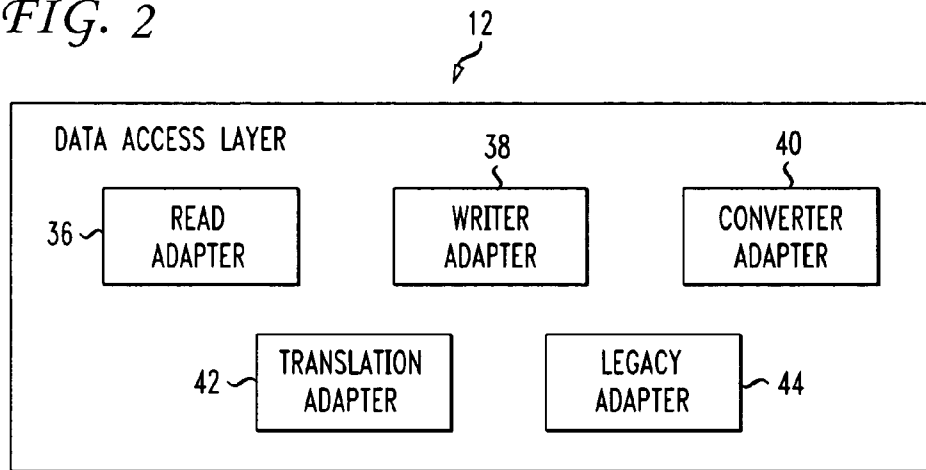 FIG. 2
12
DATA ACCESS LAYER
38
40
36
READ
ADAPTER
WRITER
ADAPTER
CONVERTER
ADAPTER
42
TRANSLATION
ADAPTER
LEGACY
ADAPTER
44